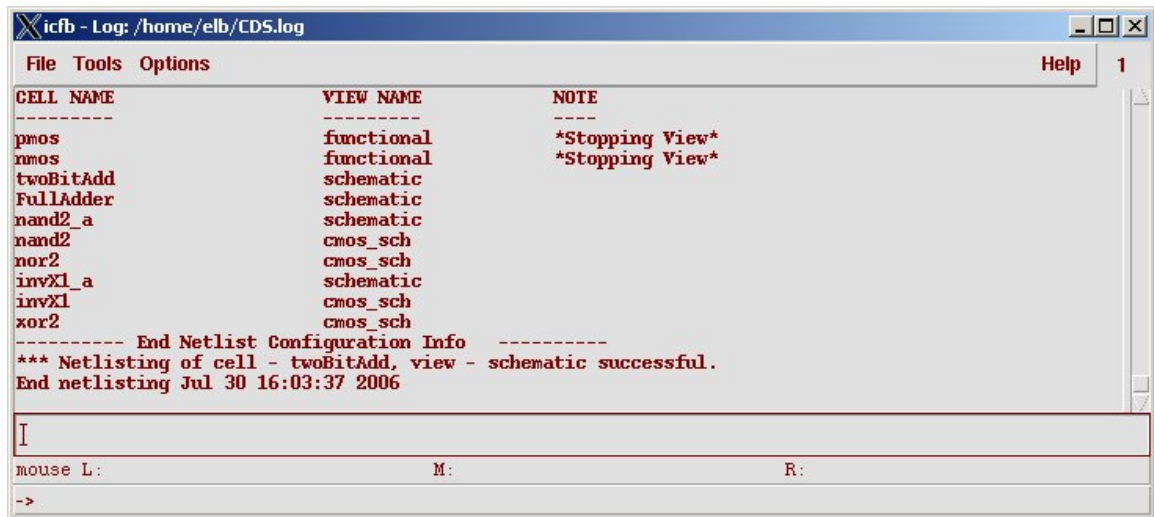 icfb - Log: /home/elb/CDS.log
File Tools Options Help 1
CELL NAME VIEW NAME NOTE
--------- --------- ----
pmos functional *Stopping View*
nmos functional *Stopping View*
twoBitAdd schematic
FullAdder schematic
nand2_a schematic
nand2 cmos_sch
nor2 cmos_sch
invX1_a schematic
invX1 cmos_sch
xor2 cmos_sch
---------- End Netlist Configuration Info ----------
*** Netlisting of cell - twoBitAdd, view - schematic successful.
End netlisting Jul 30 16:03:37 2006
mouse L: M: R:
->